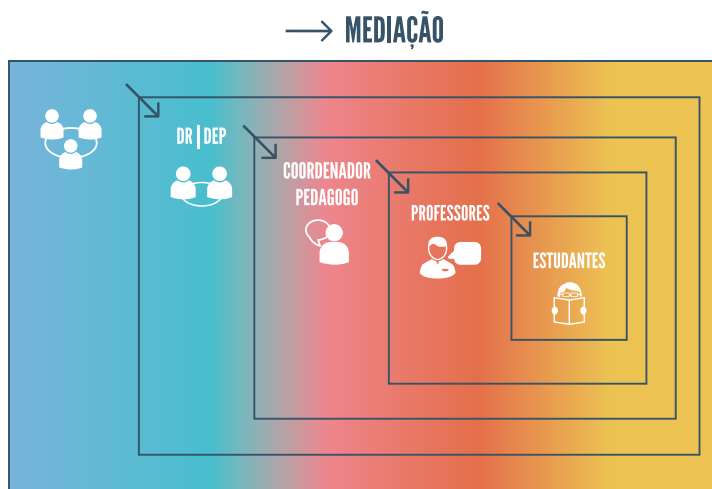 MEDIAÇÃO
DR | DEP
COORDENADOR
PEDAGOGO
PROFESSORES
ESTUDANTES